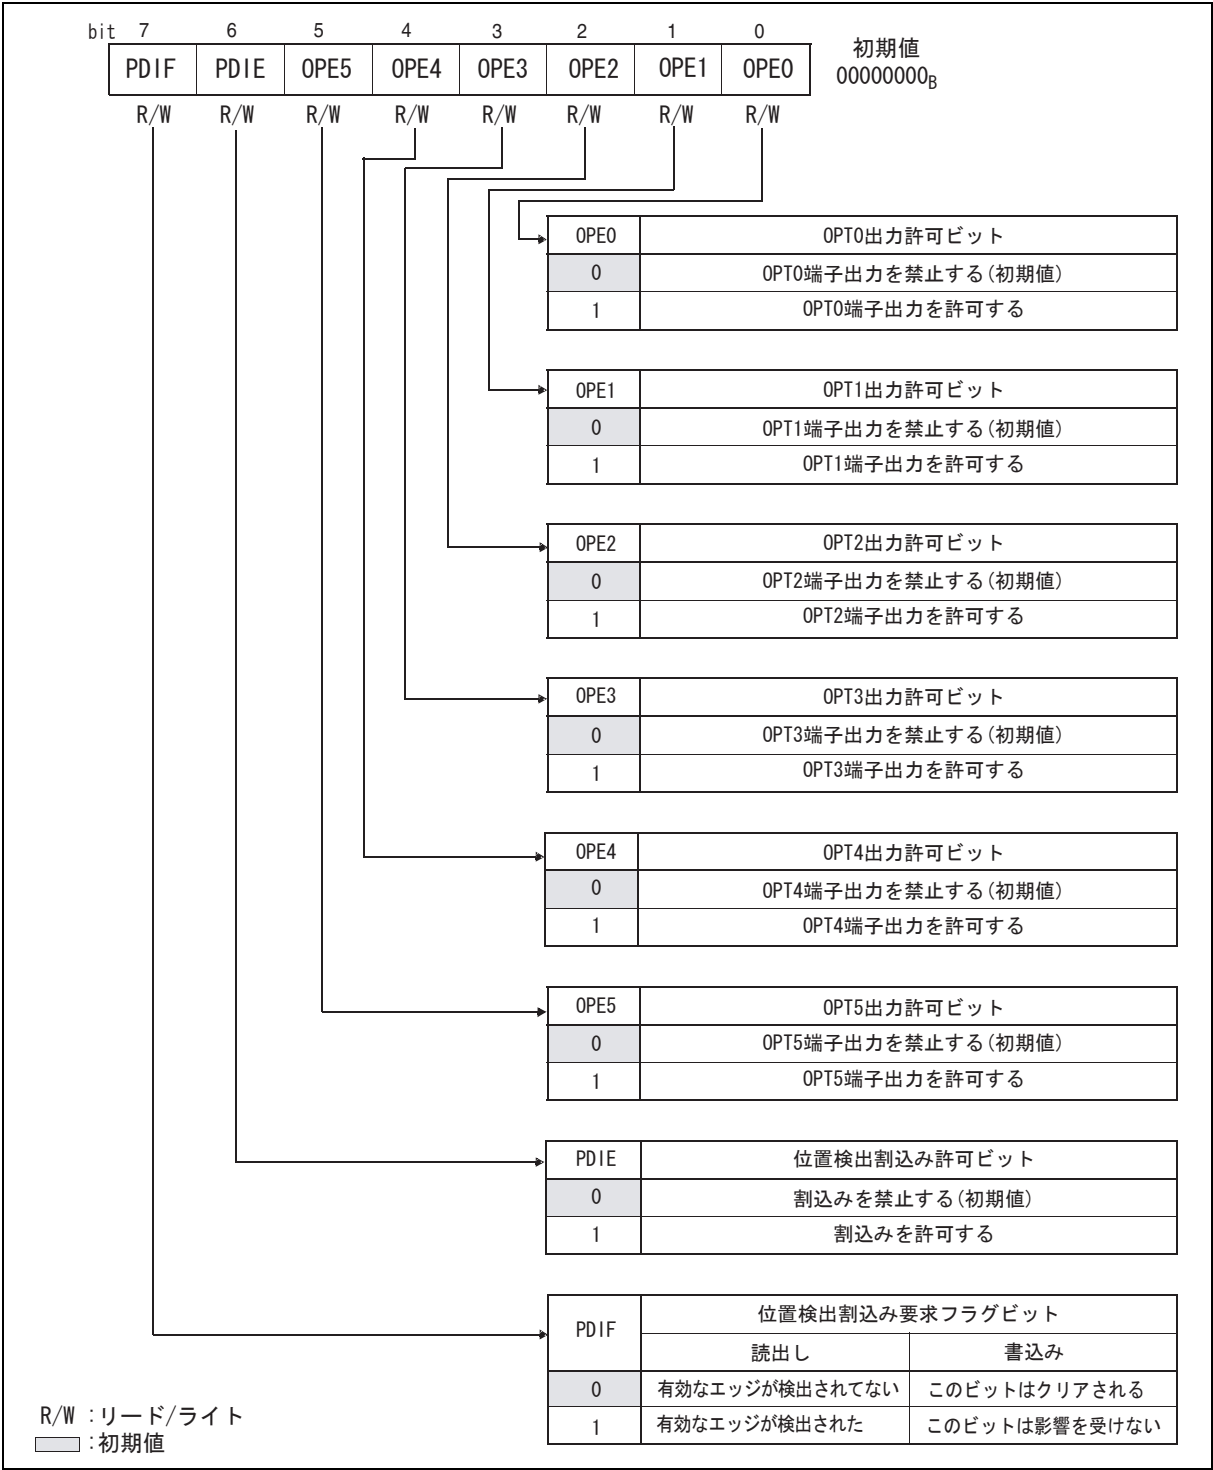 bit 7 6 5 4 3 2 1 0
PDIF PDIE OPE5 OPE4 OPE3 OPE2 OPE1 OPE0
初期値
00000000B
R/W R/W R/W R/W R/W R/W R/W R/W
OPE0 OPT0出力許可ビット
0 OPT0端子出力を禁止する(初期値)
1 OPT0端子出力を許可する
OPE1 OPT1出力許可ビット
0 OPT1端子出力を禁止する(初期値)
1 OPT1端子出力を許可する
OPE2 OPT2出力許可ビット
0 OPT2端子出力を禁止する(初期値)
1 OPT2端子出力を許可する
OPE3 OPT3出力許可ビット
0 OPT3端子出力を禁止する(初期値)
1 OPT3端子出力を許可する
OPE4 OPT4出力許可ビット
0 OPT4端子出力を禁止する(初期値)
1 OPT4端子出力を許可する
OPE5 OPT5出力許可ビット
0 OPT5端子出力を禁止する(初期値)
1 OPT5端子出力を許可する
PDIE 位置検出割込み許可ビット
0 割込みを禁止する(初期値)
1 割込みを許可する
PDIF 位置検出割込み要求フラグビット
読出し 書込み
0 有効なエッジが検出されてない このビットはクリアされる
1 有効なエッジが検出された このビットは影響を受けない
R/W :リード/ライト
:初期値